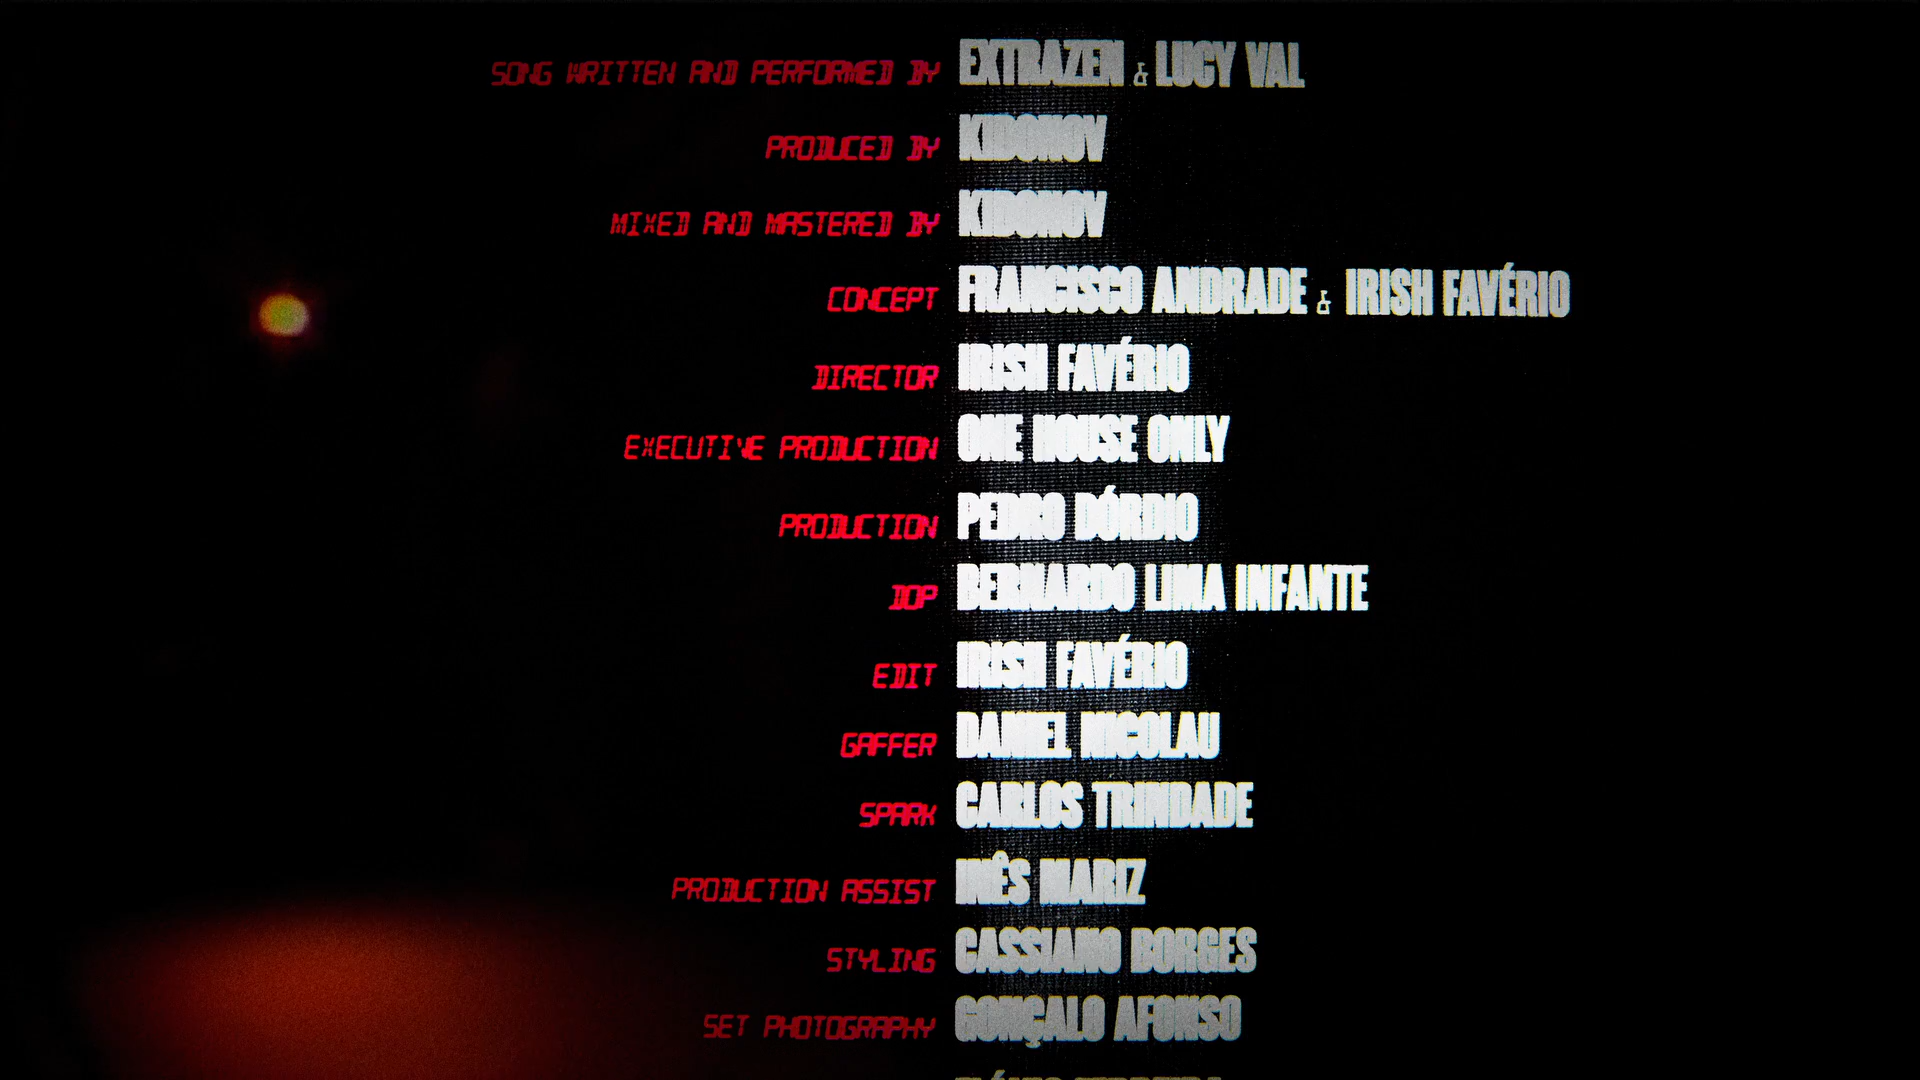 SONG WRITTEN AND PERFORMED BY EXTRAZEN & LUCY VAL
PRODUCED BY KIDONOV
MIXED AND MASTERED BY KIDONOV
CONCEPT FRANCISCO ANDRADE & IRISH FAVÉRIO
DIRECTOR IRISH FAVÉRIO
EXECUTIVE PRODUCTION ONE HOUSE ONLY
PRODUCTION PEDRO DÓRDIO
DOP BERNARDO LIMA INFANTE
EDIT IRISH FAVÉRIO
GAFFER DANIEL NICOLAU
SPARK CARLOS TRINDADE
PRODUCTION ASSIST INÊS MARIZ
STYLING CASSIANO BORGES
SET PHOTOGRAPHY GONÇALO AFONSO